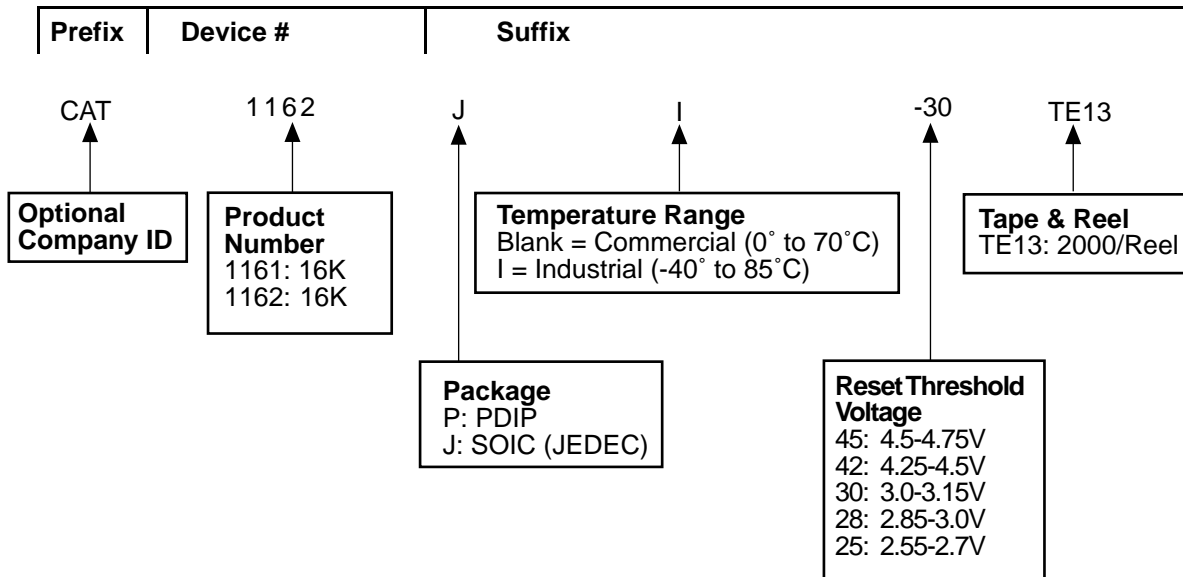 Prefix Device # Suffix
CAT 1162 J I -30 TE13
Optional
Company ID
Product
Number
1161: 16K
1162: 16K
Temperature Range
Blank = Commercial (0˚ to 70˚C)
I = Industrial (-40˚ to 85˚C)
Tape & Reel
TE13: 2000/Reel
Package
P: PDIP
J: SOIC (JEDEC)
Reset Threshold
Voltage
45: 4.5-4.75V
42: 4.25-4.5V
30: 3.0-3.15V
28: 2.85-3.0V
25: 2.55-2.7V